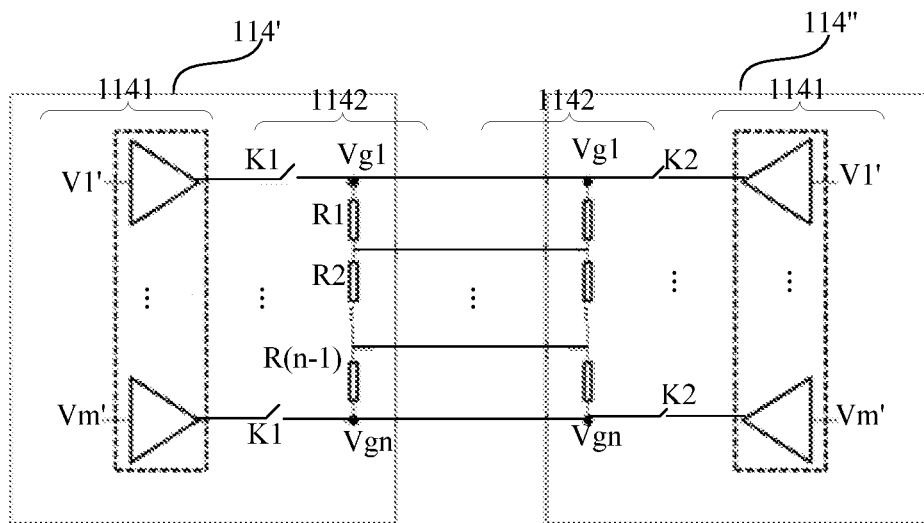 114' 114"
1141 1142 1142 1141
Vg1 Vg1
K1 K2
V1' V1'
R1
R2
⋮ ⋮ ⋮ ⋮ ⋮
R(n-1)
Vm' K1 Vgn Vgn K2 Vm'